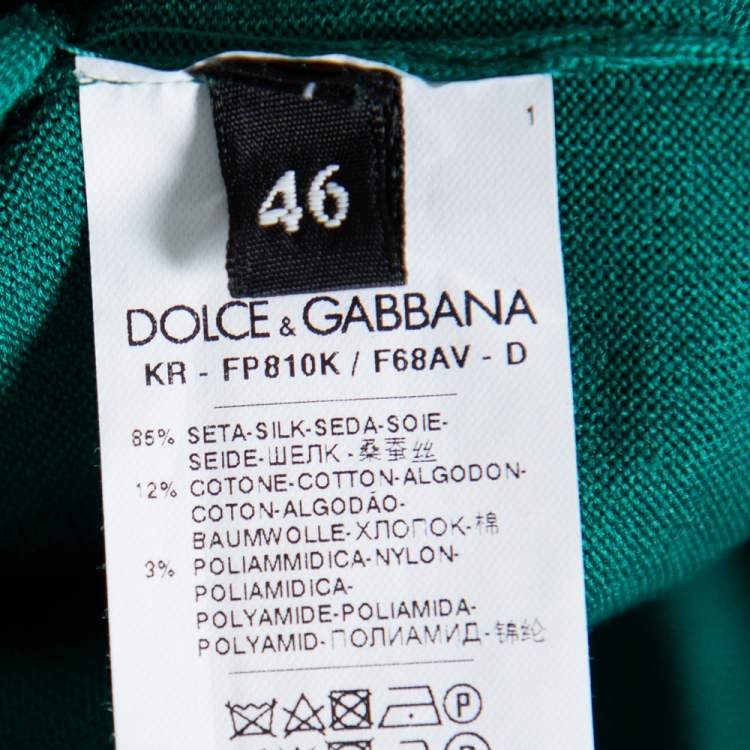 1
46
DOLCE & GABBANA
KR - FP810K / F68AV - D
85% SETA-SILK-SEDA-SOIE-
SEIDE-ШЕЛК-桑蚕丝
12% COTONE-COTTON-ALGODON-
COTON-ALGODÃO-
BAUMWOLLE-ХЛОПОК-棉
3% POLIAMMIDICA-NYLON-
POLIAMIDICA-
POLYAMIDE-POLIAMIDA-
POLYAMID-ПОЛИАМИД-锦纶
P